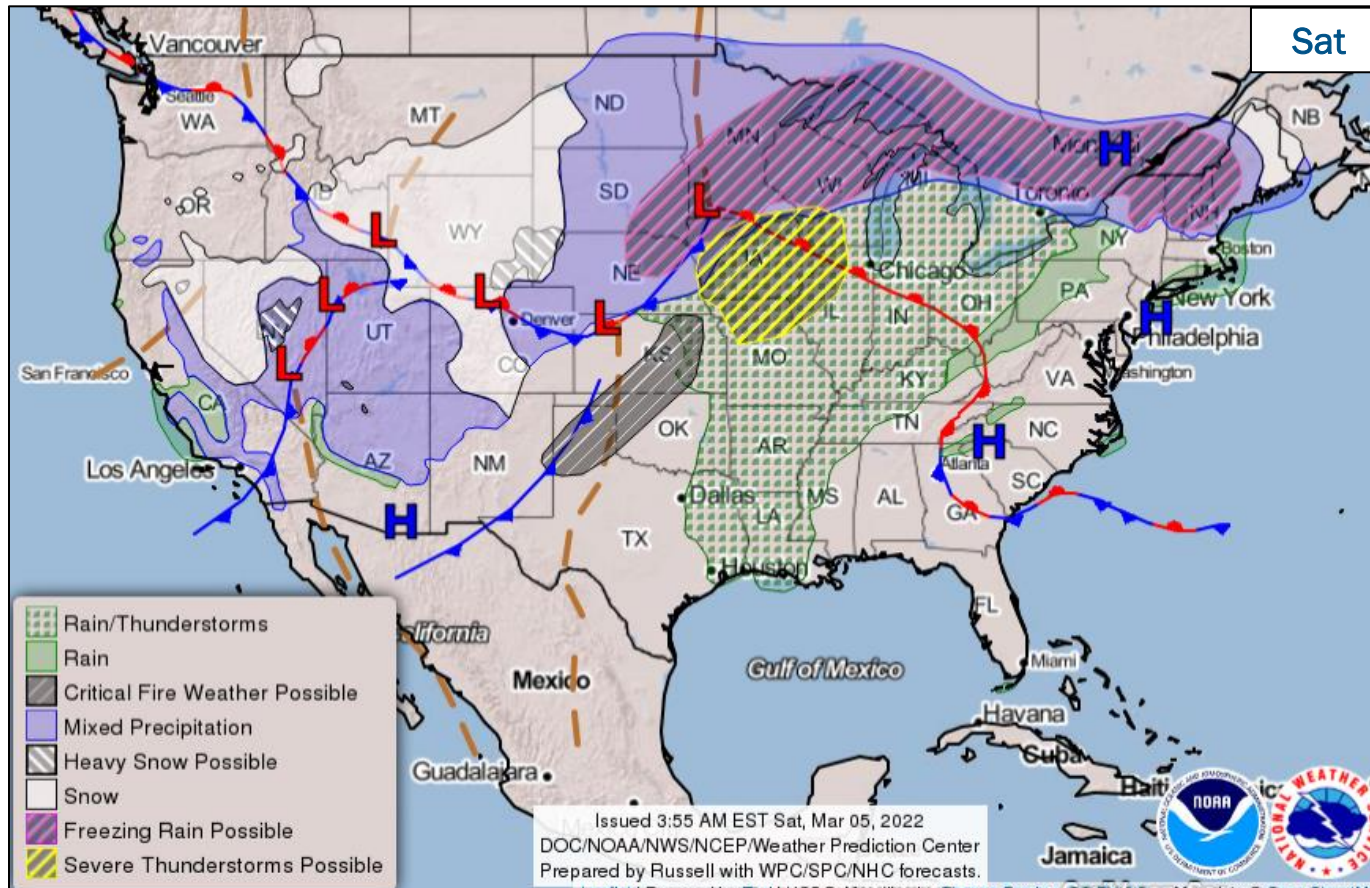 Sat
Vancouver
Seattle
WA
MT
ND
MN
NB
Toronto
OR
ID
WY
SD
WI
MI
NH
NY
Boston
NE
IA
Chicago
PA
New York
Philadelphia
UT
Denver
CO
KS
MO
IL
IN
OH
KY
VA
Washington
San Francisco
CA
Los Angeles
AZ
NM
OK
AR
TN
NC
Atlanta
SC
Dallas
MS
AL
GA
LA
TX
Houston
FL
Miami
H
H
H
H
L
L
L
L
L
L
Gulf of Mexico
Mexico
Havana
Cuba
Guadalajara
Jamaica
Rain/Thunderstorms
Rain
Critical Fire Weather Possible
Mixed Precipitation
Heavy Snow Possible
Snow
Freezing Rain Possible
Severe Thunderstorms Possible
Issued 3:55 AM EST Sat, Mar 05, 2022
DOC/NOAA/NWS/NCEP/Weather Prediction Center
Prepared by Russell with WPC/SPC/NHC forecasts.
NOAA